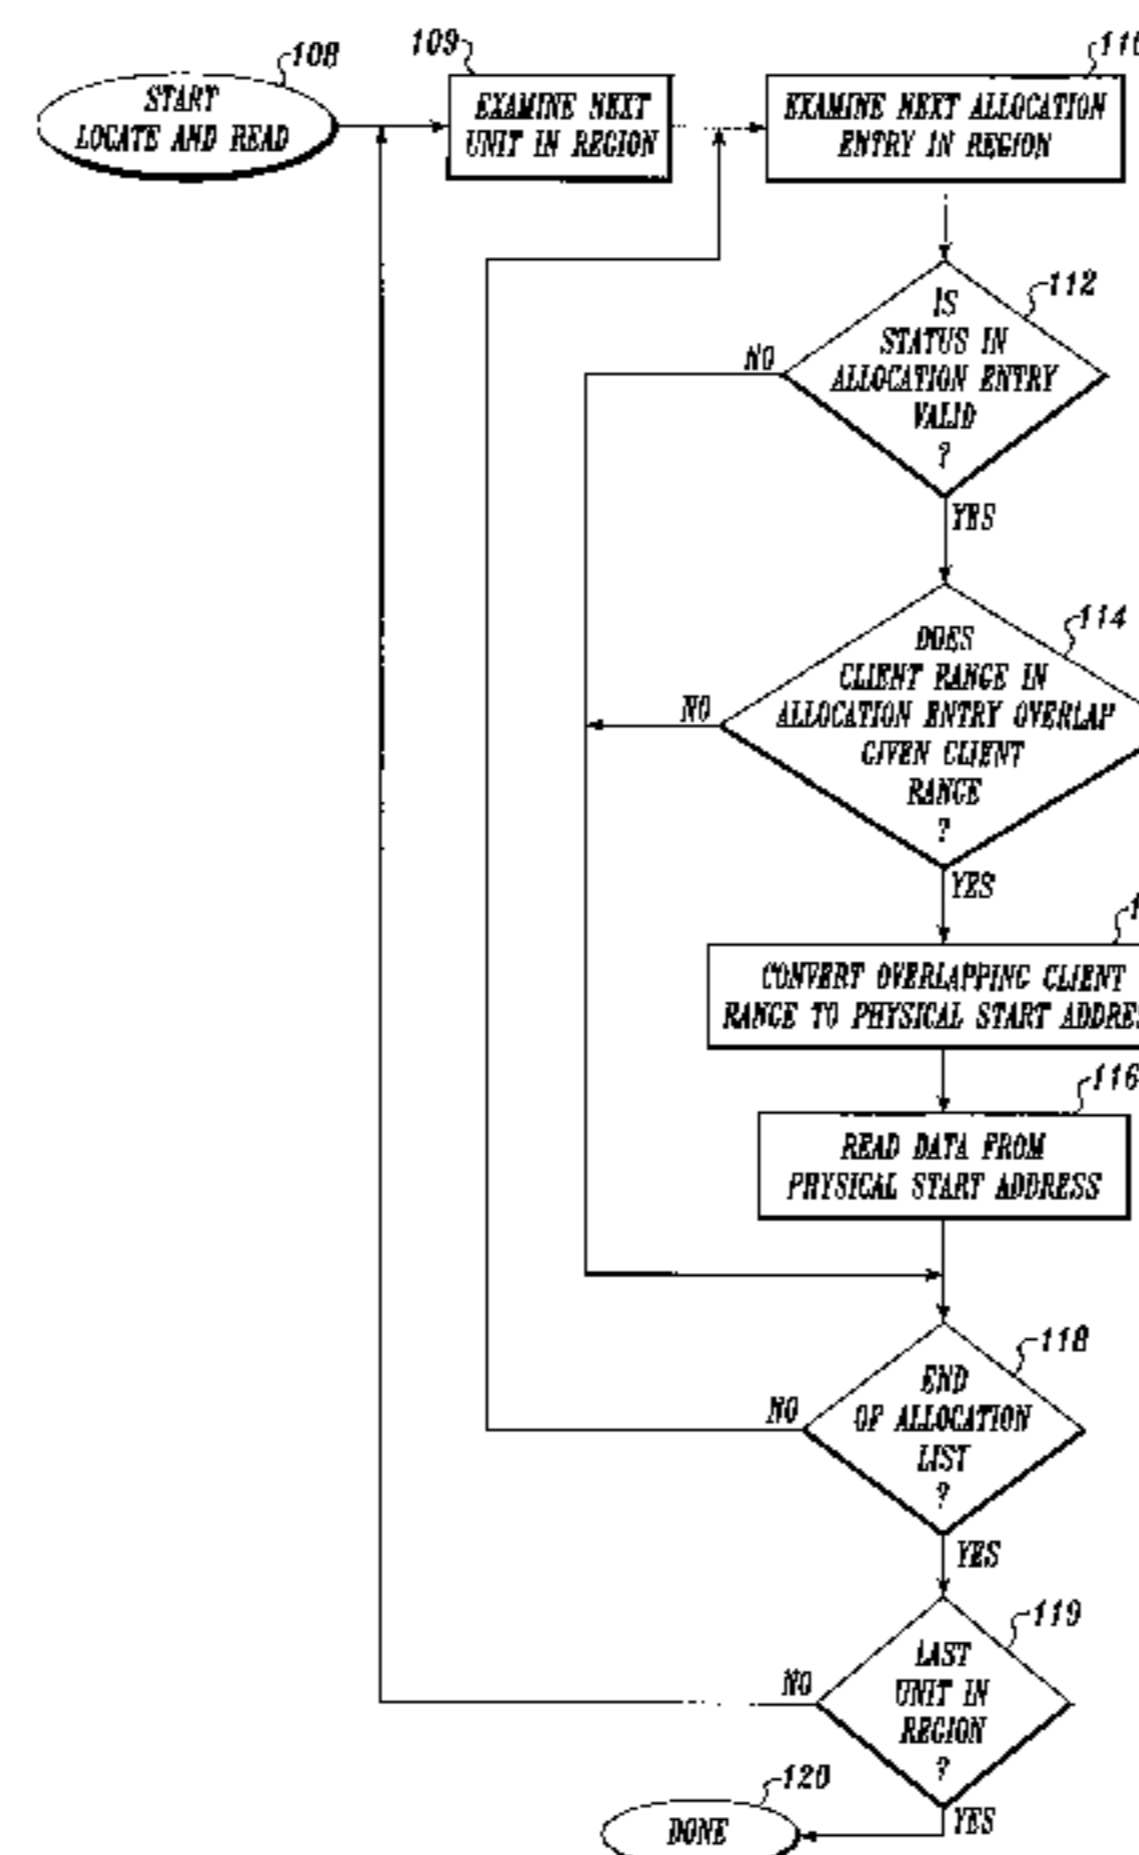 108
START
LOCATE AND READ
109
EXAMINE NEXT
UNIT IN REGION
EXAMINE NEXT ALLOCATION
ENTRY IN REGION
112
IS
STATUS IN
ALLOCATION ENTRY
VALID
?
NO
YES
114
DOES
CLIENT RANGE IN
ALLOCATION ENTRY OVERLAP
GIVEN CLIENT
RANGE
?
NO
YES
CONVERT OVERLAPPING CLIENT
RANGE TO PHYSICAL START
116
READ DATA FROM
PHYSICAL START ADDRESS
118
END
OF ALLOCATION
LIST
?
NO
YES
119
LAST
UNIT IN
REGION
?
NO
YES
120
DONE